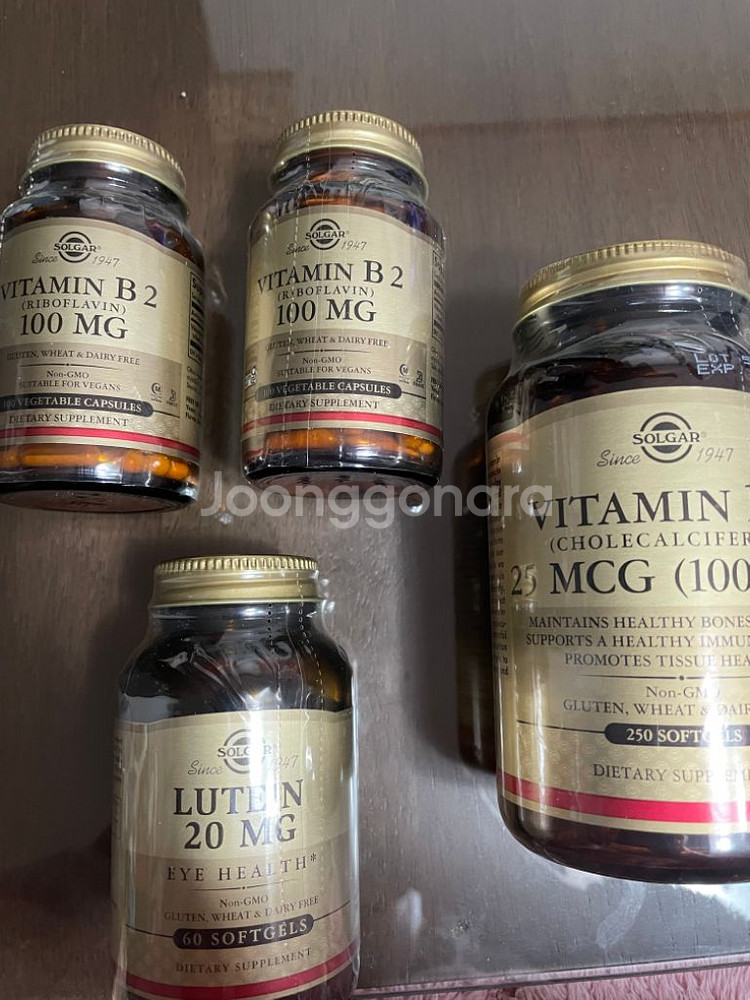 SOLGAR®
Since 1947
VITAMIN B2
(RIBOFLAVIN)
100 MG
GLUTEN, WHEAT & DAIRY FREE
Non-GMO
SUITABLE FOR VEGANS
100 VEGETABLE CAPSULES
DIETARY SUPPLEMENT
SOLGAR®
Since 1947
VITAMIN B2
(RIBOFLAVIN)
100 MG
GLUTEN, WHEAT & DAIRY FREE
Non-GMO
SUITABLE FOR VEGANS
100 VEGETABLE CAPSULES
DIETARY SUPPLEMENT
LOT
EXP
SOLGAR®
Since 1947
VITAMIN
(CHOLECALCIFER
25 MCG (100
MAINTAINS HEALTHY BONES
SUPPORTS A HEALTHY IMMUN
PROMOTES TISSUE HEA
Non-GMO
GLUTEN, WHEAT & DAIR
250 SOFTGELS
DIETARY SUPPLEME
Joonggonara
SOLGAR®
Since 1947
LUTEIN
20 MG
EYE HEALTH*
Non-GMO
GLUTEN, WHEAT & DAIRY FREE
60 SOFTGELS
DIETARY SUPPLEMENT